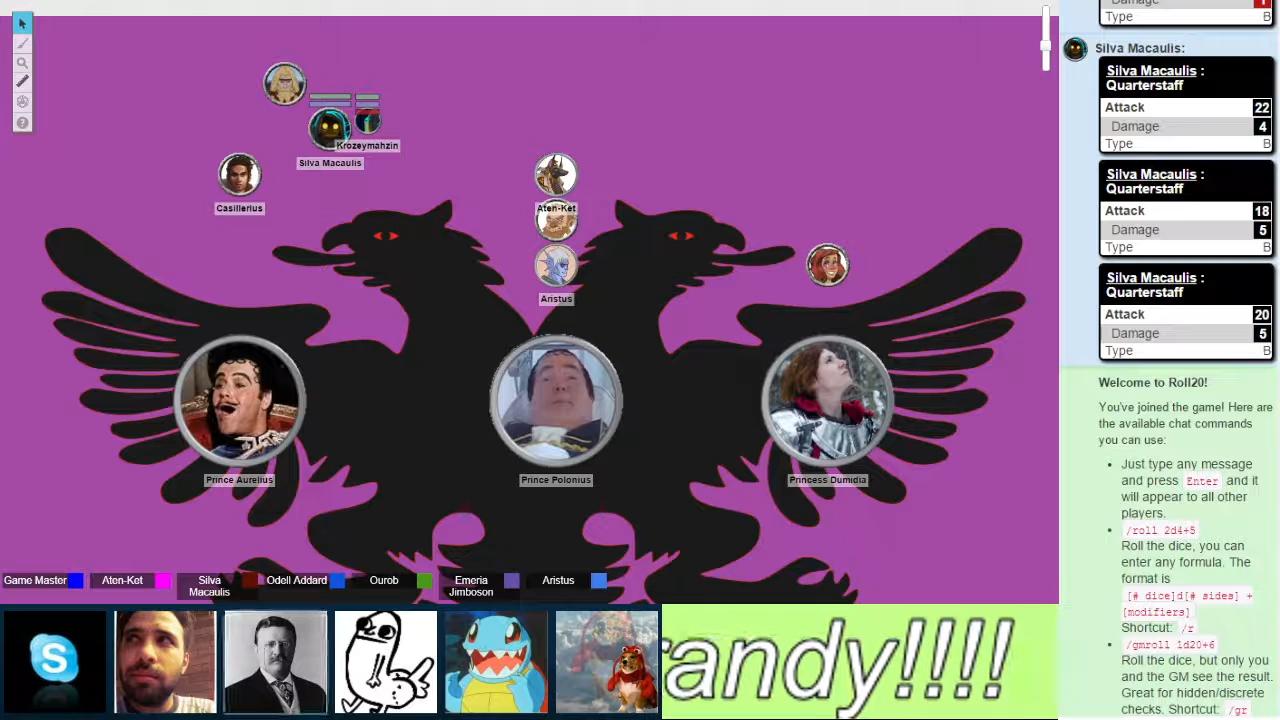 Damage 1
Type B
Silva Macaulis:
Silva Macaulis :
Quarterstaff
Attack 22
Damage 4
Type B
Silva Macaulis :
Quarterstaff
Attack 18
Damage 5
Type B
Silva Macaulis :
Quarterstaff
Attack 20
Damage 5
Type B
Welcome to Roll20!
You've joined the game! Here are
the available chat commands
you can use:
• Just type any message
and press Enter and it
will appear to all other
players.
• /roll 2d4+5
Roll the dice, you can
enter any formula. The
format is
[# dice]d[# sides] +
[modifiers]
Shortcut: /r
• /gmroll 1d20+6
Roll the dice, but only you
and the GM see the result.
Great for hidden/discrete
checks. Shortcut: /gr
Krozeymahzin
Silva Macaulis
Casillerius
Aten-Ket
Aristus
Prince Aurelius
Prince Polonius
Princess Dumidia
Game Master
Aten-Ket
Silva
Macaulis
Odell Addard
Ourob
Emeria
Jimboson
Aristus
S
randy!!!!